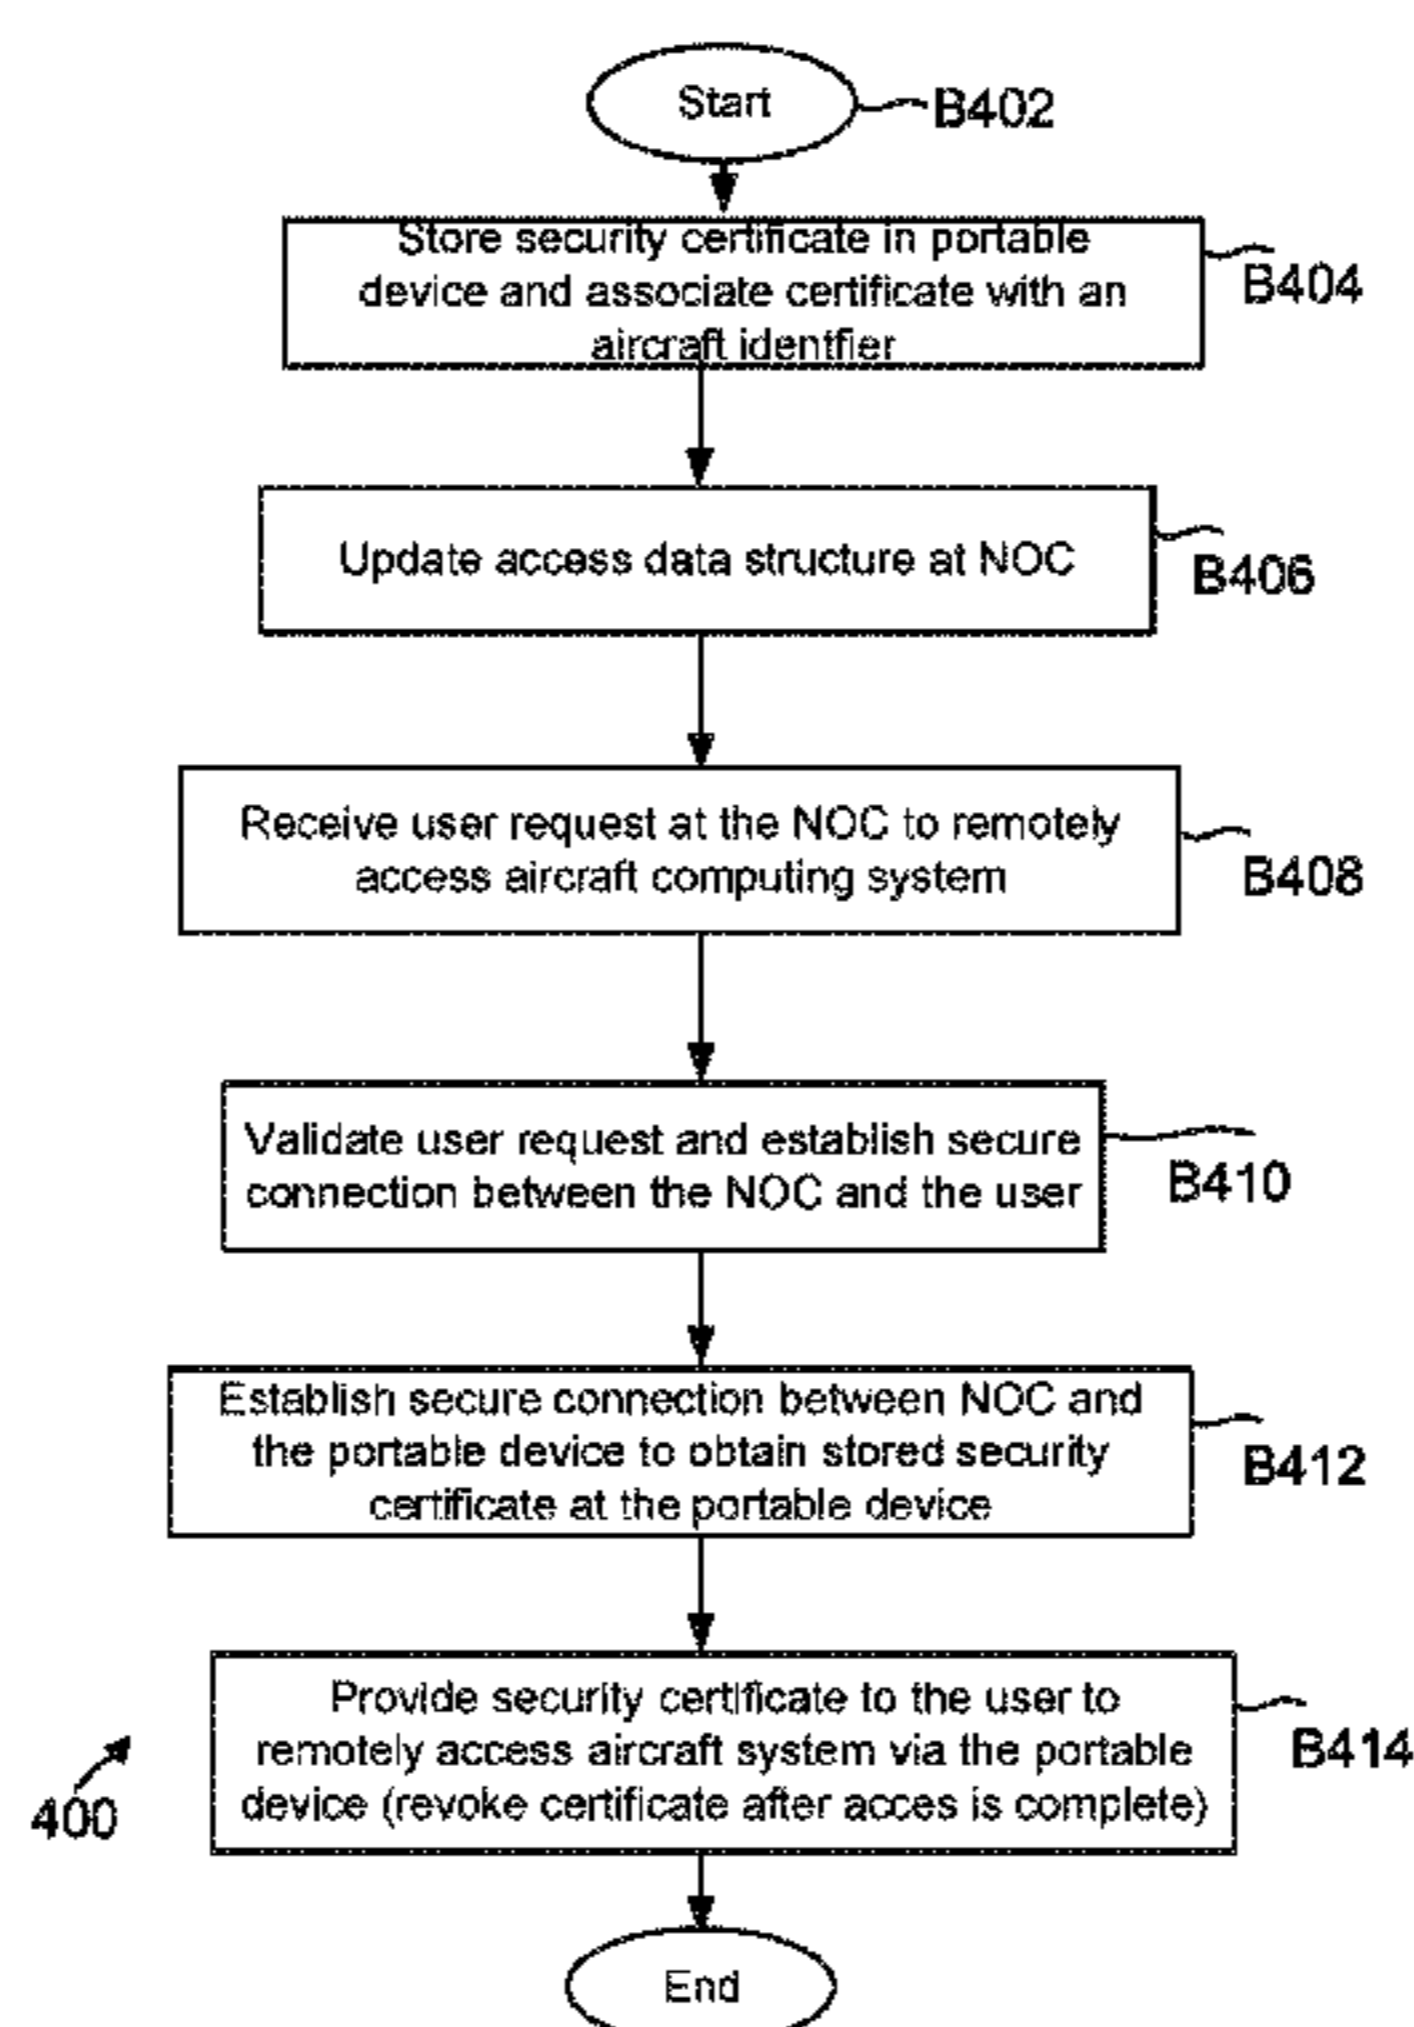 Start
B402
Store security certificate in portable
device and associate certificate with an
aircraft identfier
B404
Update access data structure at NOC
B406
Receive user request at the NOC to remotely
access aircraft computing system
B408
Validate user request and establish secure
connection between the NOC and the user
B410
Establish secure connection between NOC and
the portable device to obtain stored security
certificate at the portable device
B412
Provide security certificate to the user to
remotely access aircraft system via the portable
device (revoke certificate after acces is complete)
B414
400
End